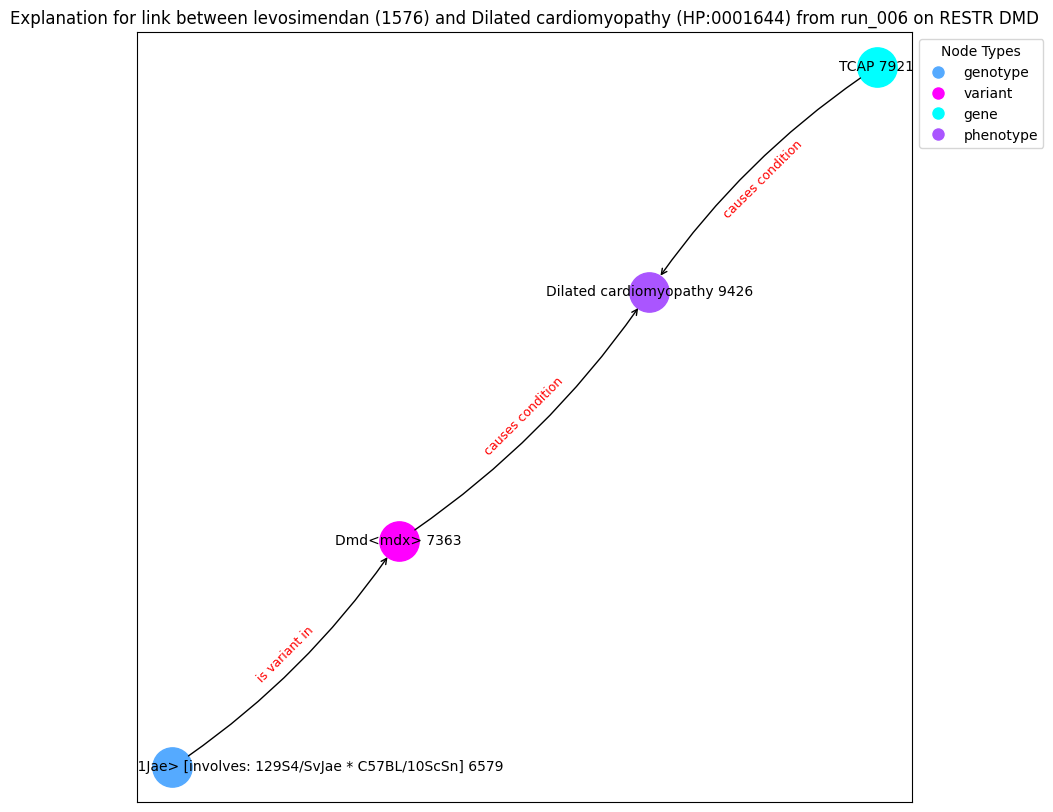 Explanation for link between levosimendan (1576) and Dilated cardiomyopathy (HP:0001644) from run_006 on RESTR DMD
Node Types
genotype
variant
gene
phenotype
TCAP 7921
causes condition
Dilated cardiomyopathy 9426
causes condition
Dmd<mdx> 7363
is variant in
1Jae> [involves: 129S4/SvJae * C57BL/10ScSn] 6579